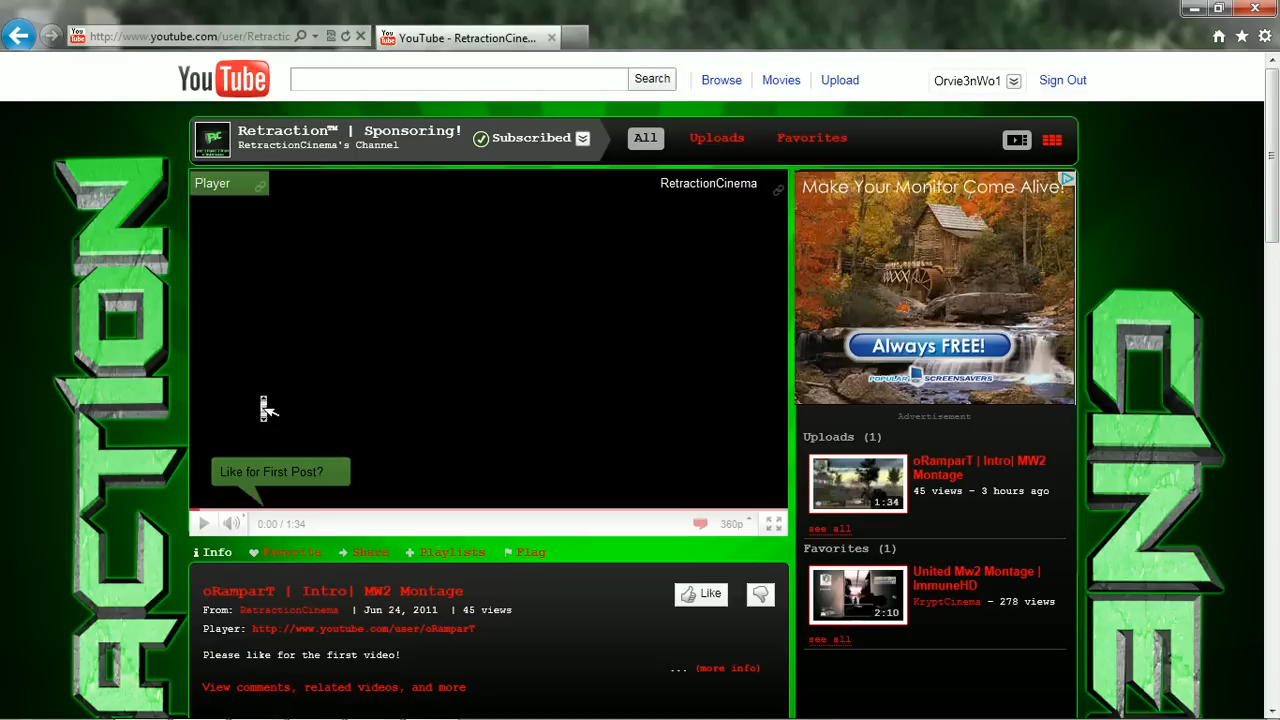 http://www.youtube.com/user/Retractic
YouTube - RetractionCine...
YouTube
Search
Browse
Movies
Upload
Orvie3nWo1
Sign Out
Retraction™ | Sponsoring!
RetractionCinema's Channel
Subscribed
All
Uploads
Favorites
Player
RetractionCinema
Make Your Monitor Come Alive!
Always FREE!
POPULAR SCREENSAVERS
Advertisement
Like for First Post?
0:00 / 1:34
360p
Info
Favorite
Share
Playlists
Flag
oRamparT | Intro| MW2 Montage
Like
From: RetractionCinema | Jun 24, 2011 | 45 views
Player: http://www.youtube.com/user/oRamparT
Please like for the first video!
... (more info)
View comments, related videos, and more
Uploads (1)
oRamparT | Intro| MW2
Montage
45 views - 3 hours ago
1:34
see all
Favorites (1)
United Mw2 Montage |
ImmuneHD
KryptCinema - 278 views
2:10
see all
RACTION
CINE